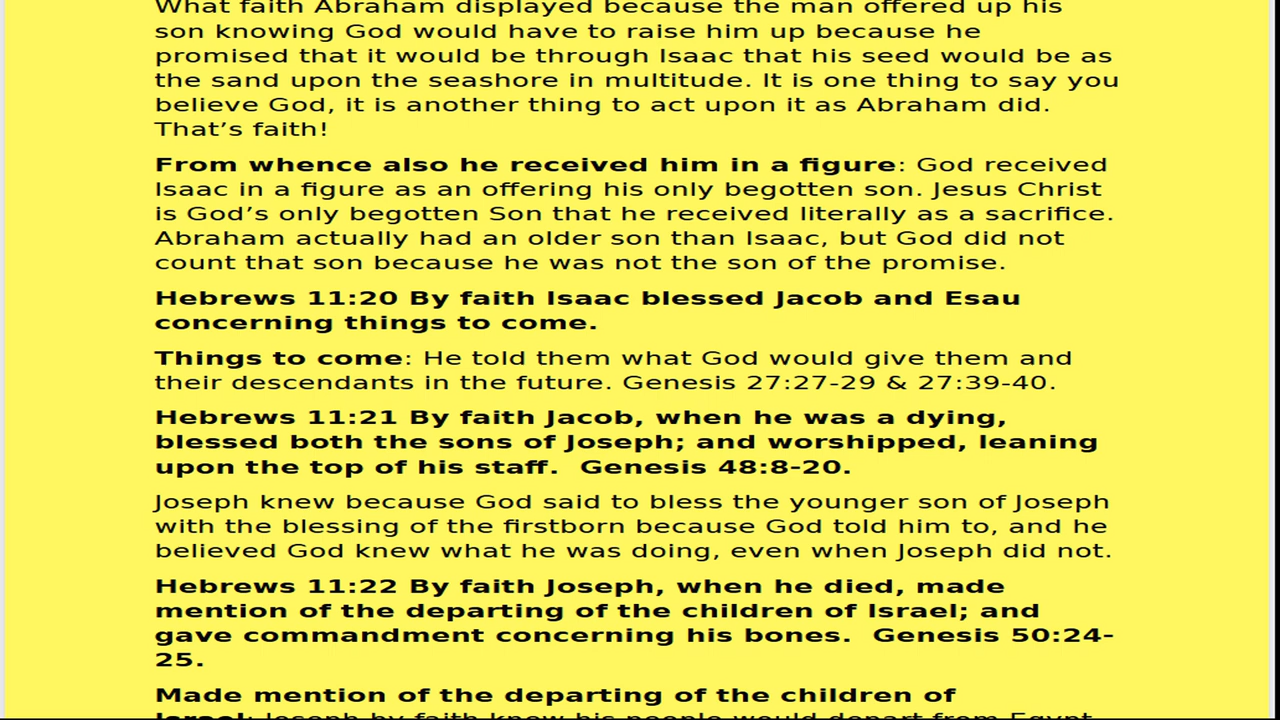 What faith Abraham displayed because the man offered up his
son knowing God would have to raise him up because he
promised that it would be through Isaac that his seed would be as
the sand upon the seashore in multitude. It is one thing to say you
believe God, it is another thing to act upon it as Abraham did.
That’s faith!
From whence also he received him in a figure: God received
Isaac in a figure as an offering his only begotten son. Jesus Christ
is God’s only begotten Son that he received literally as a sacrifice.
Abraham actually had an older son than Isaac, but God did not
count that son because he was not the son of the promise.
Hebrews 11:20 By faith Isaac blessed Jacob and Esau
concerning things to come.
Things to come: He told them what God would give them and
their descendants in the future. Genesis 27:27-29 & 27:39-40.
Hebrews 11:21 By faith Jacob, when he was a dying,
blessed both the sons of Joseph; and worshipped, leaning
upon the top of his staff.  Genesis 48:8-20.
Joseph knew because God said to bless the younger son of Joseph
with the blessing of the firstborn because God told him to, and he
believed God knew what he was doing, even when Joseph did not.
Hebrews 11:22 By faith Joseph, when he died, made
mention of the departing of the children of Israel; and
gave commandment concerning his bones.  Genesis 50:24-
25.
Made mention of the departing of the children of
Israel: Joseph by faith knew his people would depart from Egypt